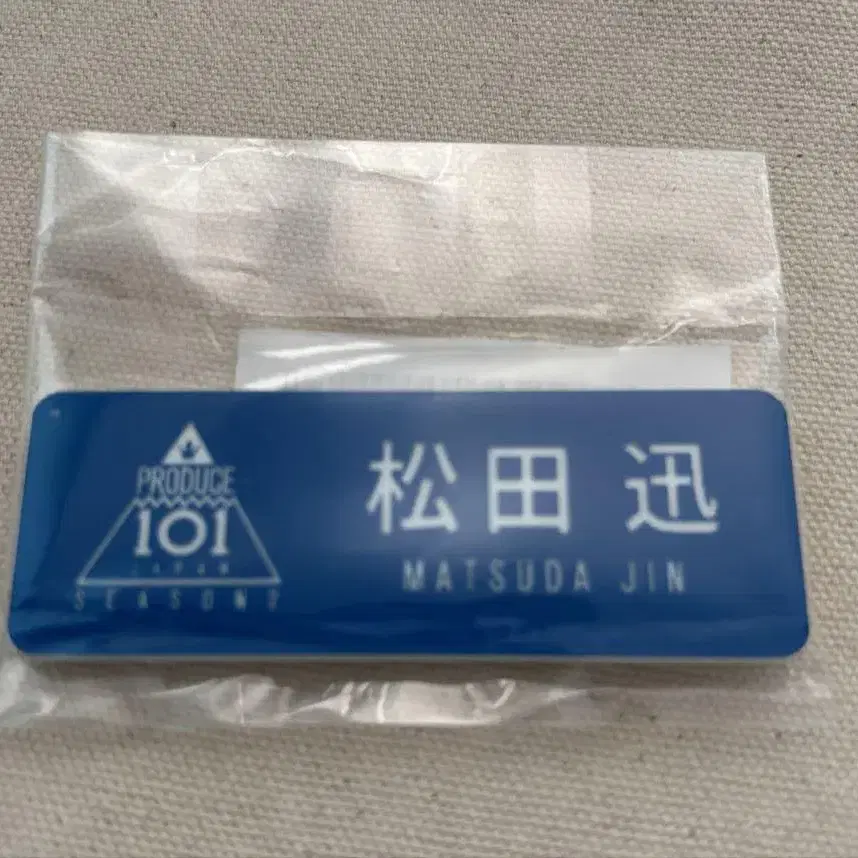 PRODUCE
101
JAPAN
SEASON2
松田 迅
MATSUDA JIN